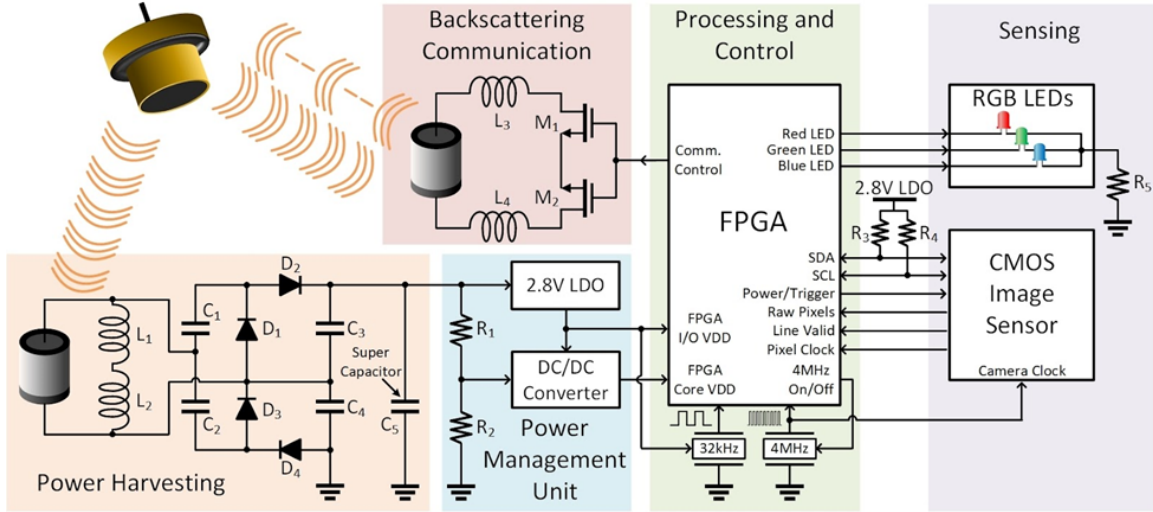 Backscattering
Communication
L3
M1
M2
L4
Processing and
Control
Comm.
Control
FPGA
Red LED
Green LED
Blue LED
SDA
SCL
Power/Trigger
Raw Pixels
Line Valid
Pixel Clock
4MHz
On/Off
FPGA
I/O VDD
FPGA
Core VDD
32kHz
4MHz
Sensing
RGB LEDs
R5
2.8V LDO
R3
R4
CMOS
Image
Sensor
Camera Clock
L1
L2
C1
C2
D1
D2
D3
D4
C3
C4
Super
Capacitor
C5
Power Harvesting
R1
R2
2.8V LDO
DC/DC
Converter
Power
Management
Unit